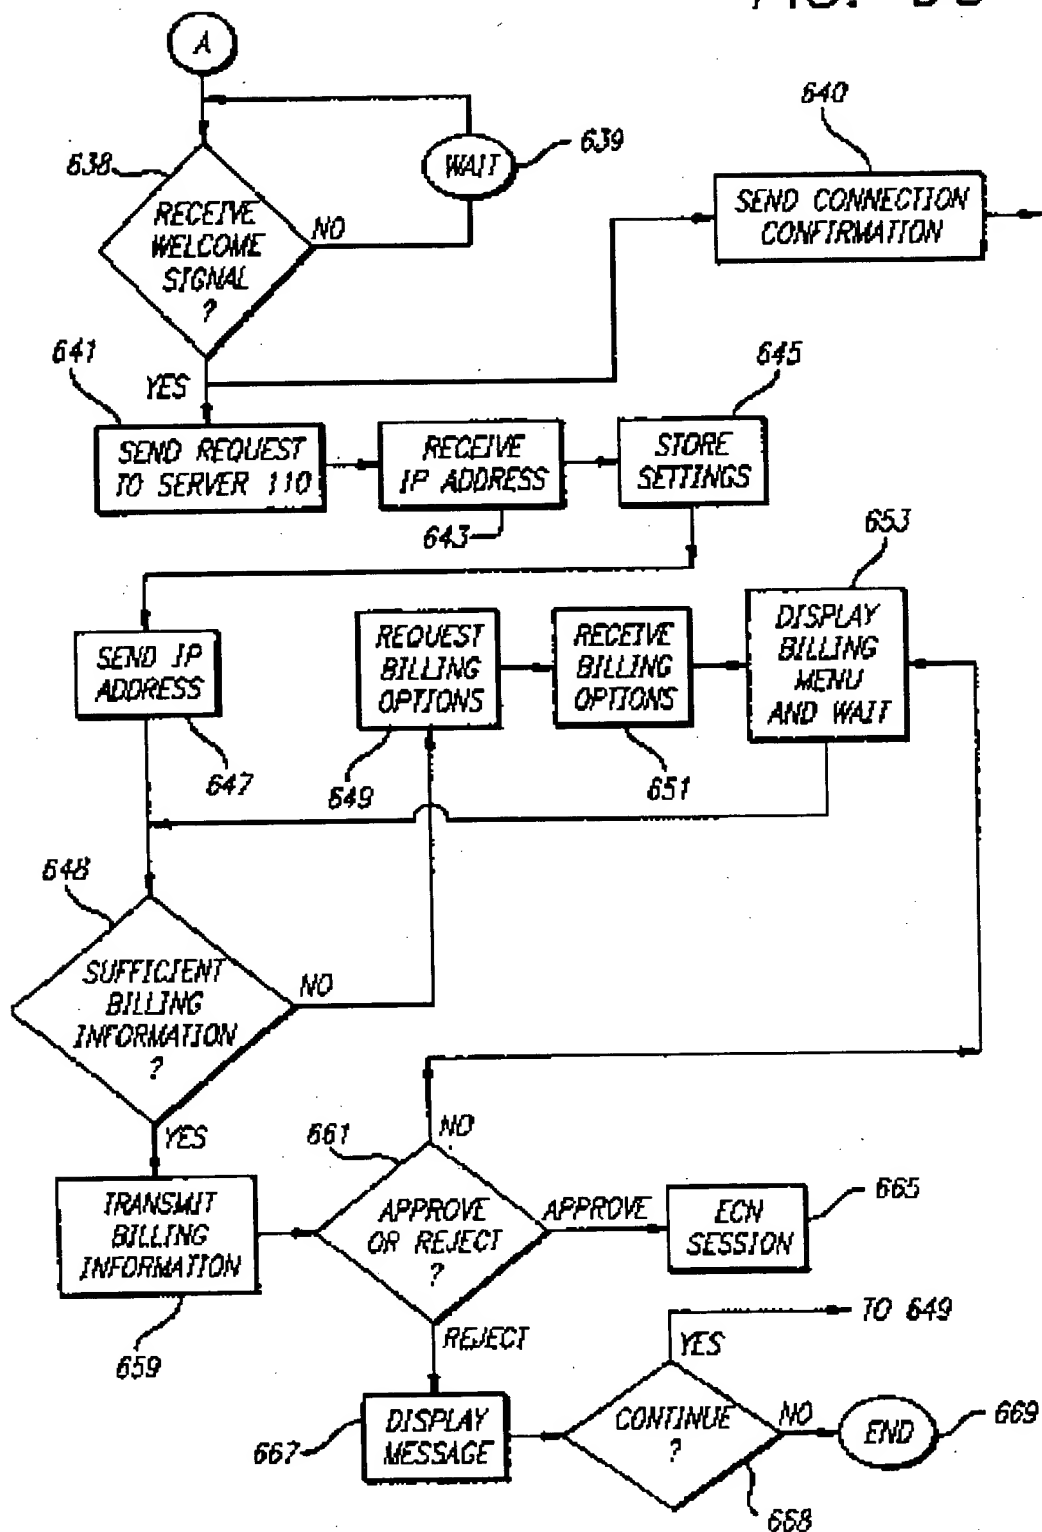 A
640
638
WAIT
639
RECEIVE
WELCOME
SIGNAL
?
NO
SEND CONNECTION
CONFIRMATION
641
YES
645
SEND REQUEST
TO SERVER 110
RECEIVE
IP ADDRESS
STORE
SETTINGS
643
653
SEND IP
ADDRESS
REQUEST
BILLING
OPTIONS
RECEIVE
BILLING
OPTIONS
DISPLAY
BILLING
MENU
AND WAIT
647
649
651
648
SUFFICIENT
BILLING
INFORMATION
?
NO
YES
661
NO
TRANSMIT
BILLING
INFORMATION
APPROVE
OR REJECT
?
APPROVE
ECN
SESSION
665
659
REJECT
TO 649
YES
667
DISPLAY
MESSAGE
CONTINUE
?
NO
END
669
668